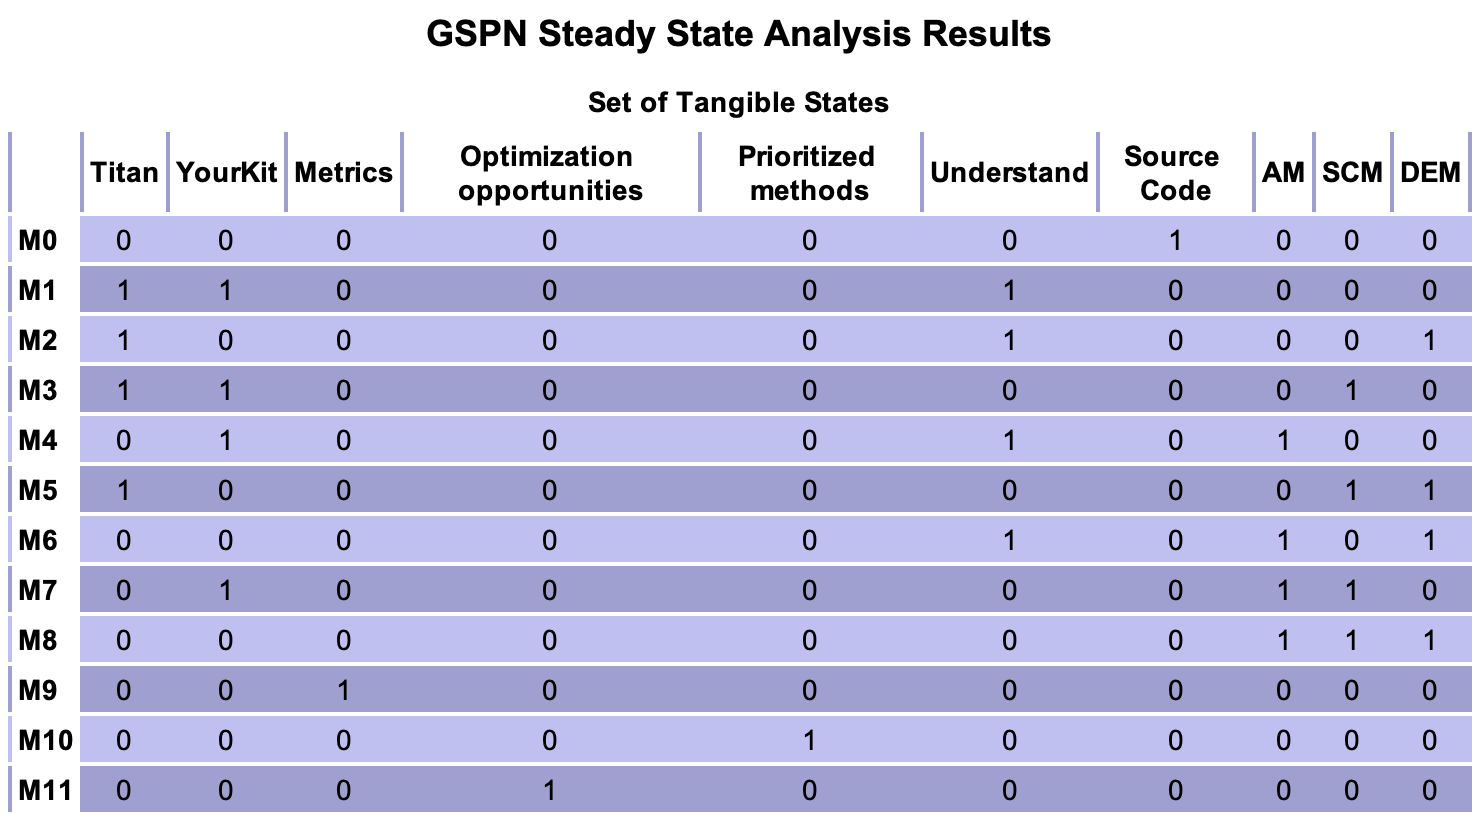 GSPN Steady State Analysis Results
Set of Tangible States
Titan YourKit Metrics Optimization opportunities Prioritized methods Understand Source Code AM SCM DEM
M0 0 0 0 0 0 0 1 0 0 0
M1 1 1 0 0 0 1 0 0 0 0
M2 1 0 0 0 0 1 0 0 0 1
M3 1 1 0 0 0 0 0 0 1 0
M4 0 1 0 0 0 1 0 1 0 0
M5 1 0 0 0 0 0 0 0 1 1
M6 0 0 0 0 0 1 0 1 0 1
M7 0 1 0 0 0 0 0 1 1 0
M8 0 0 0 0 0 0 0 1 1 1
M9 0 0 1 0 0 0 0 0 0 0
M10 0 0 0 0 1 0 0 0 0 0
M11 0 0 0 1 0 0 0 0 0 0